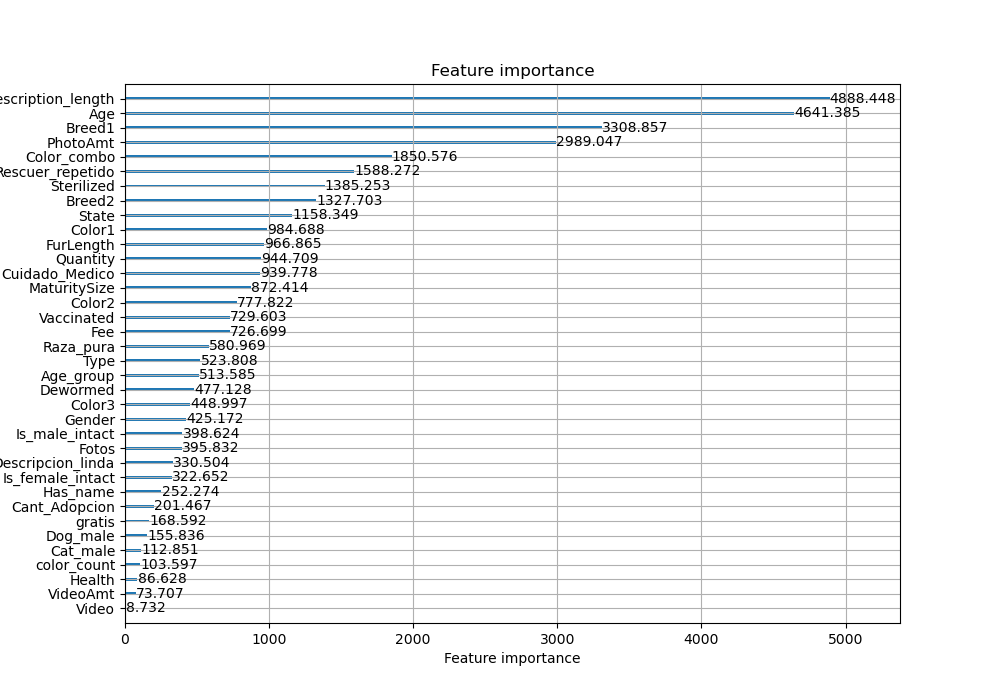 Feature importance
escription_length 4888.448
Age 4641.385
Breed1 3308.857
PhotoAmt 2989.047
Color_combo 1850.576
Rescuer_repetido 1588.272
Sterilized 1385.253
Breed2 1327.703
State 1158.349
Color1 984.688
FurLength 966.865
Quantity 944.709
Cuidado_Medico 939.778
MaturitySize 872.414
Color2 777.822
Vaccinated 729.603
Fee 726.699
Raza_pura 580.969
Type 523.808
Age_group 513.585
Dewormed 477.128
Color3 448.997
Gender 425.172
Is_male_intact 398.624
Fotos 395.832
Descripcion_linda 330.504
Is_female_intact 322.652
Has_name 252.274
Cant_Adopcion 201.467
gratis 168.592
Dog_male 155.836
Cat_male 112.851
color_count 103.597
Health 86.628
VideoAmt 73.707
Video 8.732
0 1000 2000 3000 4000 5000
Feature importance